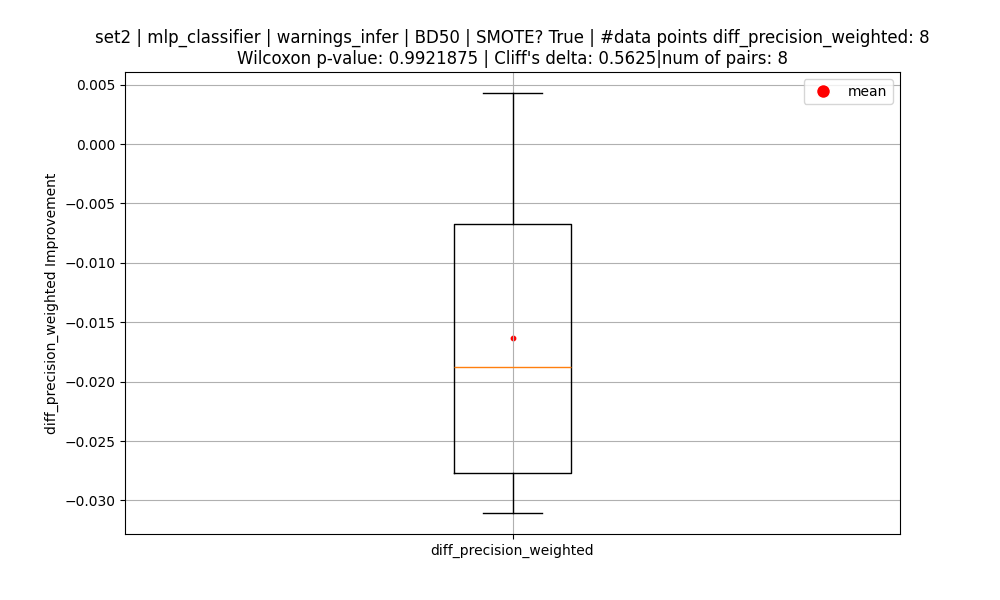 set2 | mlp_classifier | warnings_infer | BD50 | SMOTE? True | #data points diff_precision_weighted: 8
Wilcoxon p-value: 0.9921875 | Cliff's delta: 0.5625|num of pairs: 8
mean
0.005
0.000
−0.005
−0.010
−0.015
−0.020
−0.025
−0.030
diff_precision_weighted Improvement
diff_precision_weighted